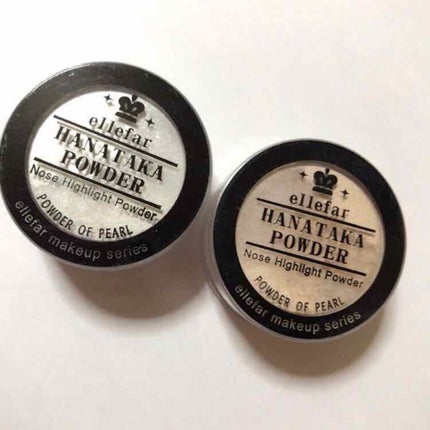 ellefar
HANATAKA
POWDER
Nose Highlight Powder
POWDER OF PEARL
ellefar makeup series
ellefar
HANATAKA
POWDER
Nose Highlight Powder
POWDER OF PEARL
ellefar makeup series